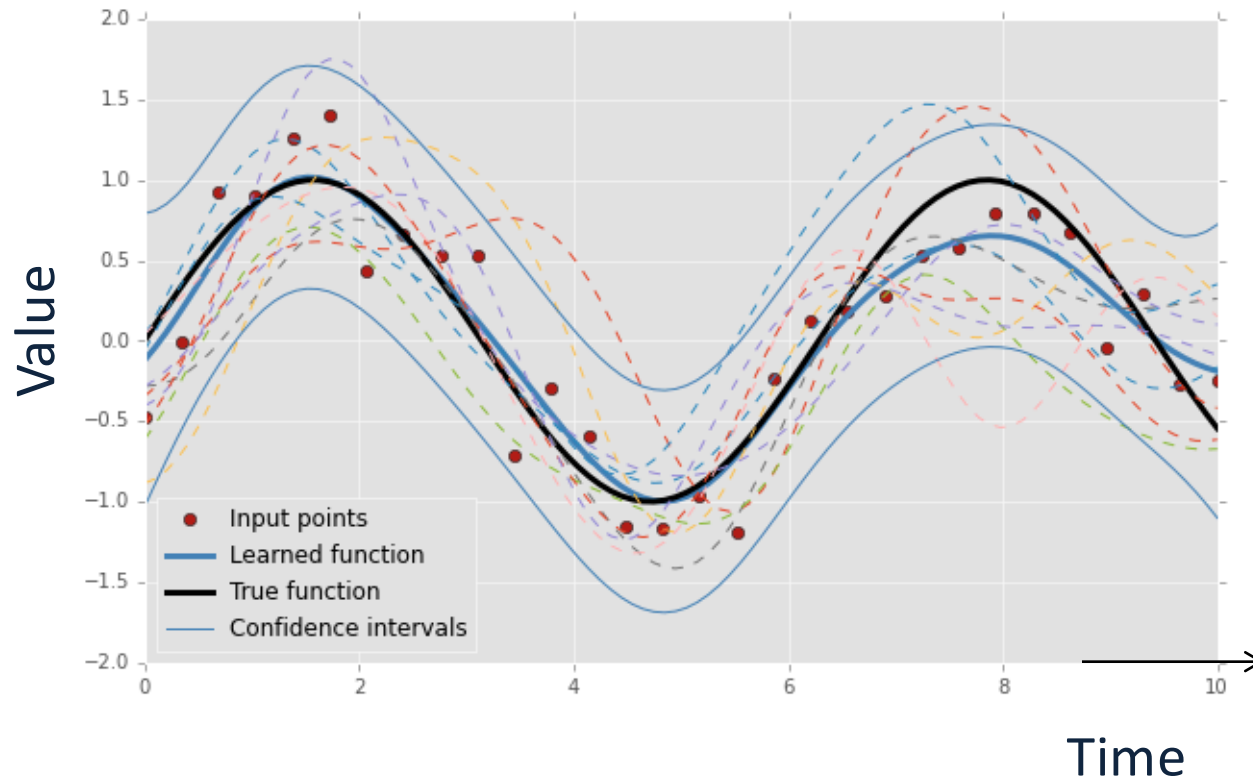 2.0
1.5
1.0
0.5
0.0
−0.5
−1.0
−1.5
−2.0
Value
Input points
Learned function
True function
Confidence intervals
0 2 4 6 8 10
Time